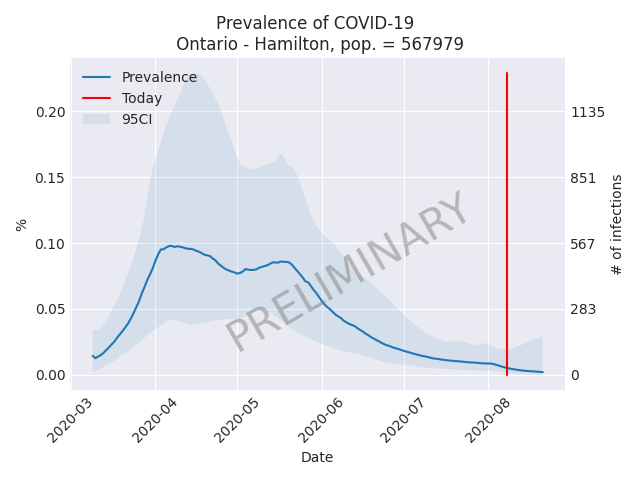 Prevalence of COVID-19
Ontario - Hamilton, pop. = 567979
Prevalence
Today
95CI
0.20
0.15
0.10
0.05
0.00
%
1135
851
567
283
0
# of infections
PRELIMINARY
2020-03
2020-04
2020-05
2020-06
2020-07
2020-08
Date